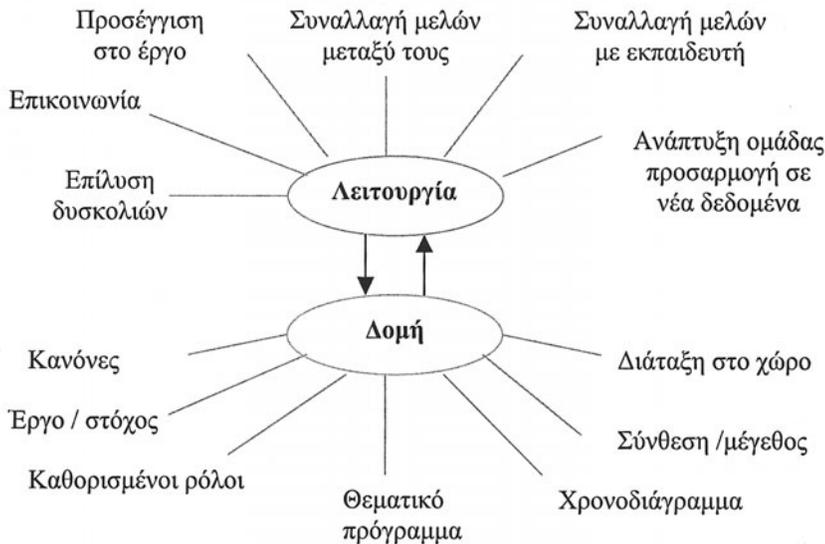 Προσέγγιση
στο έργο
Συναλλαγή μελών
μεταξύ τους
Συναλλαγή μελών
με εκπαιδευτή
Επικοινωνία
Ανάπτυξη ομάδας
προσαρμογή σε
νέα δεδομένα
Επίλυση
δυσκολιών
Λειτουργία
Δομή
Κανόνες
Διάταξη στο χώρο
Έργο / στόχος
Σύνθεση /μέγεθος
Καθορισμένοι ρόλοι
Θεματικό
πρόγραμμα
Χρονοδιάγραμμα